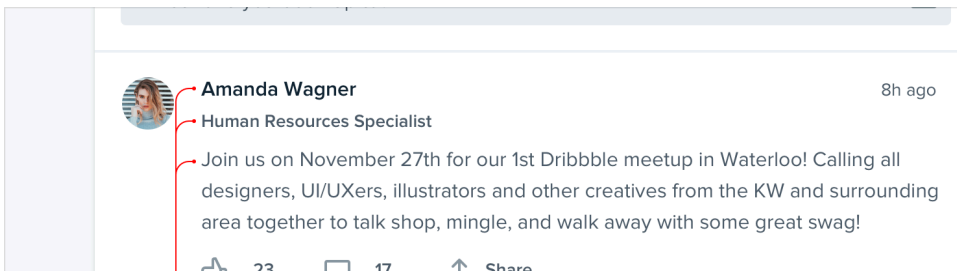 Amanda Wagner
8h ago
Human Resources Specialist
Join us on November 27th for our 1st Dribbble meetup in Waterloo! Calling all
designers, UI/UXers, illustrators and other creatives from the KW and surrounding
area together to talk shop, mingle, and walk away with some great swag!
23 17 Share